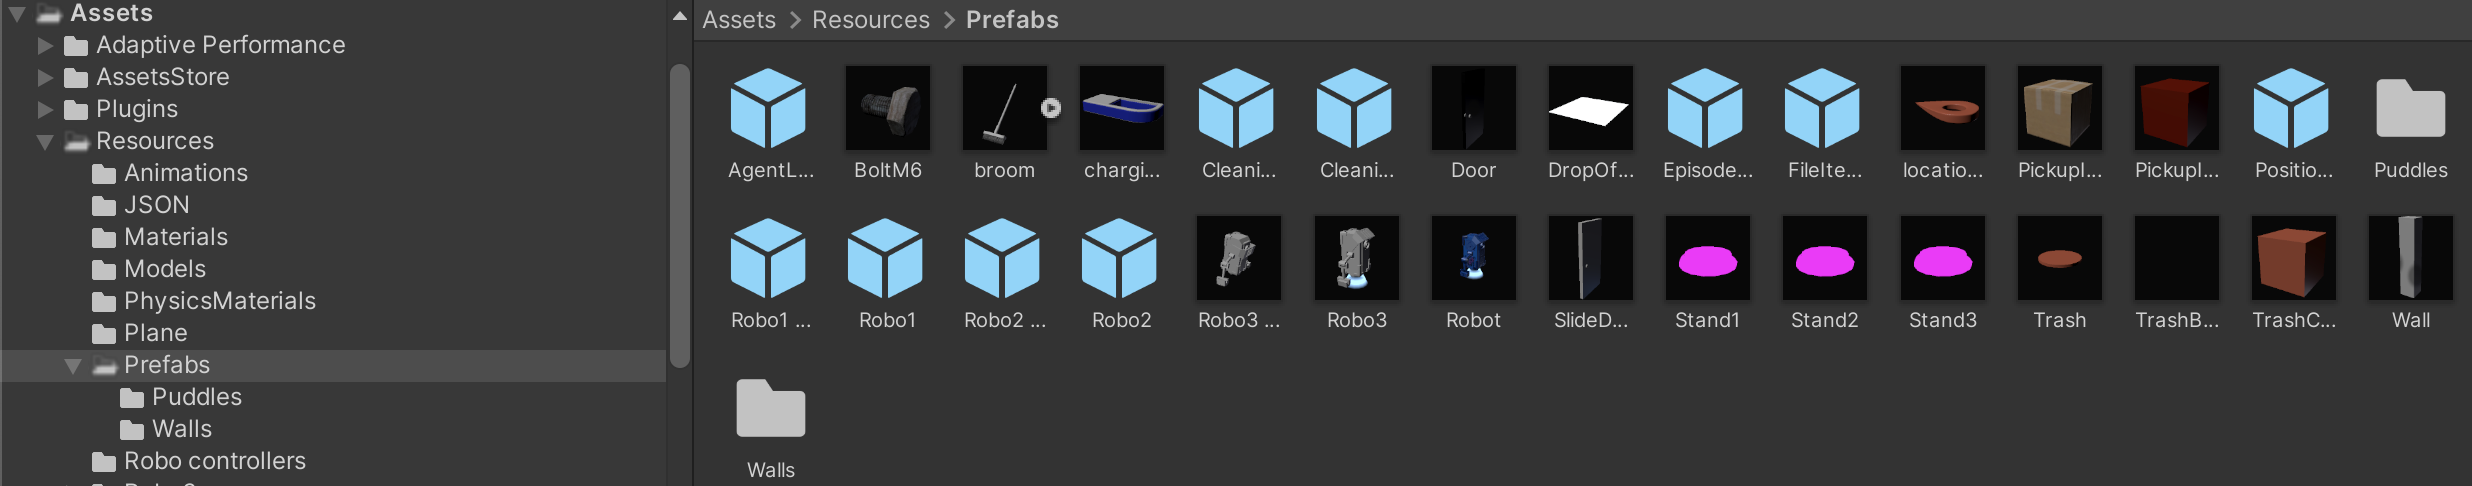 Assets
Adaptive Performance
AssetsStore
Plugins
Resources
Animations
JSON
Materials
Models
PhysicsMaterials
Plane
Prefabs
Puddles
Walls
Robo controllers
Assets > Resources > Prefabs
AgentL... BoltM6 broom chargi... Cleani... Cleani... Door DropOf... Episode... FileIte... locatio... PickupI... PickupI... Positio... Puddles
Robo1 ... Robo1 Robo2 ... Robo2 Robo3 ... Robo3 Robot SlideD... Stand1 Stand2 Stand3 Trash TrashB... TrashC... Wall
Walls